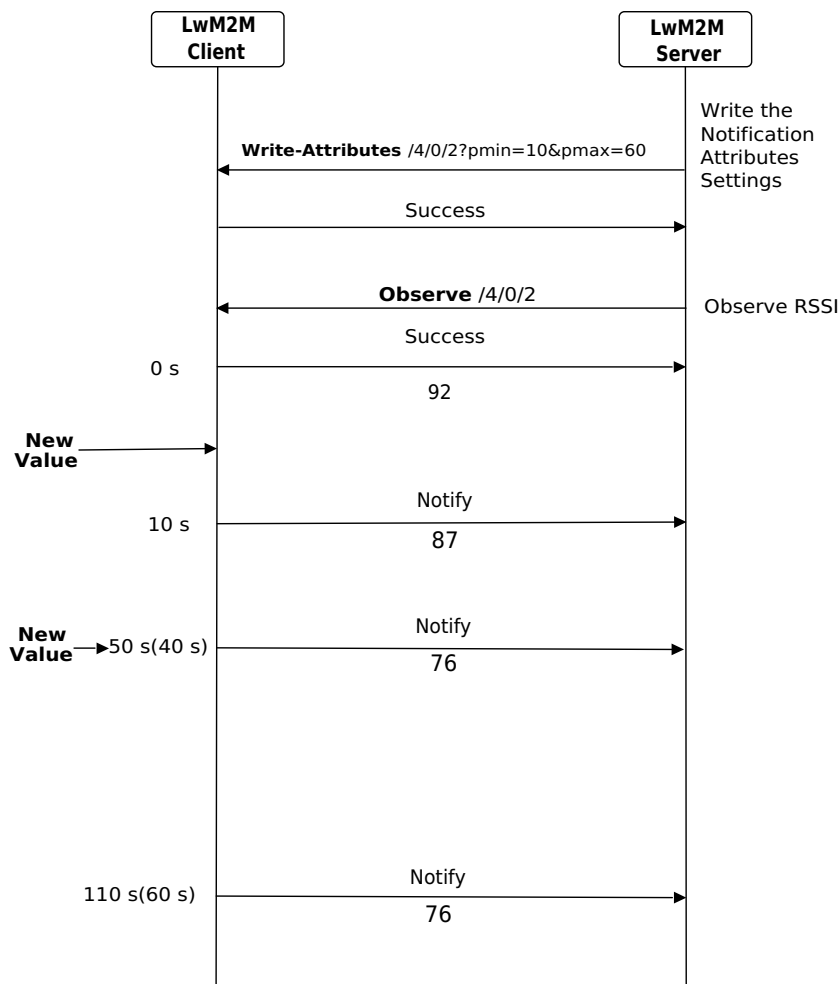 LwM2M
Client
LwM2M
Server
Write the
Notification
Attributes
Settings
Write-Attributes /4/0/2?pmin=10&pmax=60
Success
Observe /4/0/2
Observe RSSI
Success
0 s
92
New
Value
Notify
10 s
87
New
Value
50 s(40 s)
Notify
76
Notify
110 s(60 s)
76